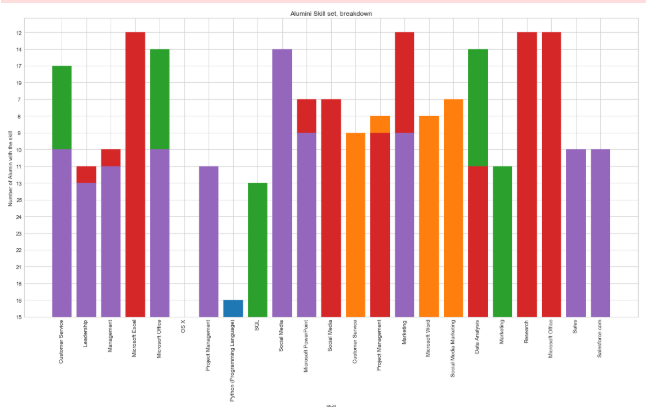 Alumini Skill set, breakdown
Number of Alumin with the skill
12
14
17
19
7
8
9
10
11
13
25
24
23
22
21
18
16
15
Customer Service
Leadership
Management
Microsoft Excel
Microsoft Office
OS X
Project Management
Python (Programming Language)
SQL
Social Media
Microsoft PowerPoint
Social Media
Customer Service
Project Management
Marketing
Microsoft Word
Social Media Marketing
Data Analysis
Marketing
Research
Microsoft Office
Sales
Salesforce.com